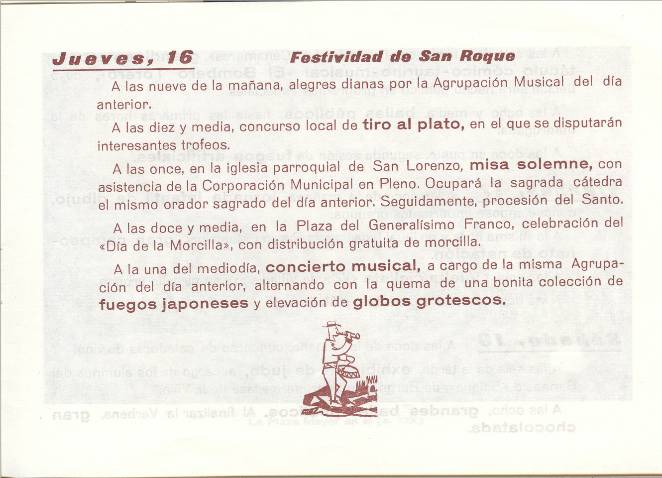 Jueves, 16 Festividad de San Roque
A las nueve de la mañana, alegres dianas por la Agrupación Musical del día
anterior.
A las diez y media, concurso local de tiro al plato, en el que se disputarán
interesantes trofeos.
A las once, en la iglesia parroquial de San Lorenzo, misa solemne, con
asistencia de la Corporación Municipal en Pleno. Ocupará la sagrada cátedra
el mismo orador sagrado del día anterior. Seguidamente, procesión del Santo.
A las doce y media, en la Plaza del Generalísimo Franco, celebración del
«Día de la Morcilla», con distribución gratuita de morcilla.
A la una del mediodía, concierto musical, a cargo de la misma Agrupa-
ción del día anterior, alternando con la quema de una bonita colección de
fuegos japoneses y elevación de globos grotescos.